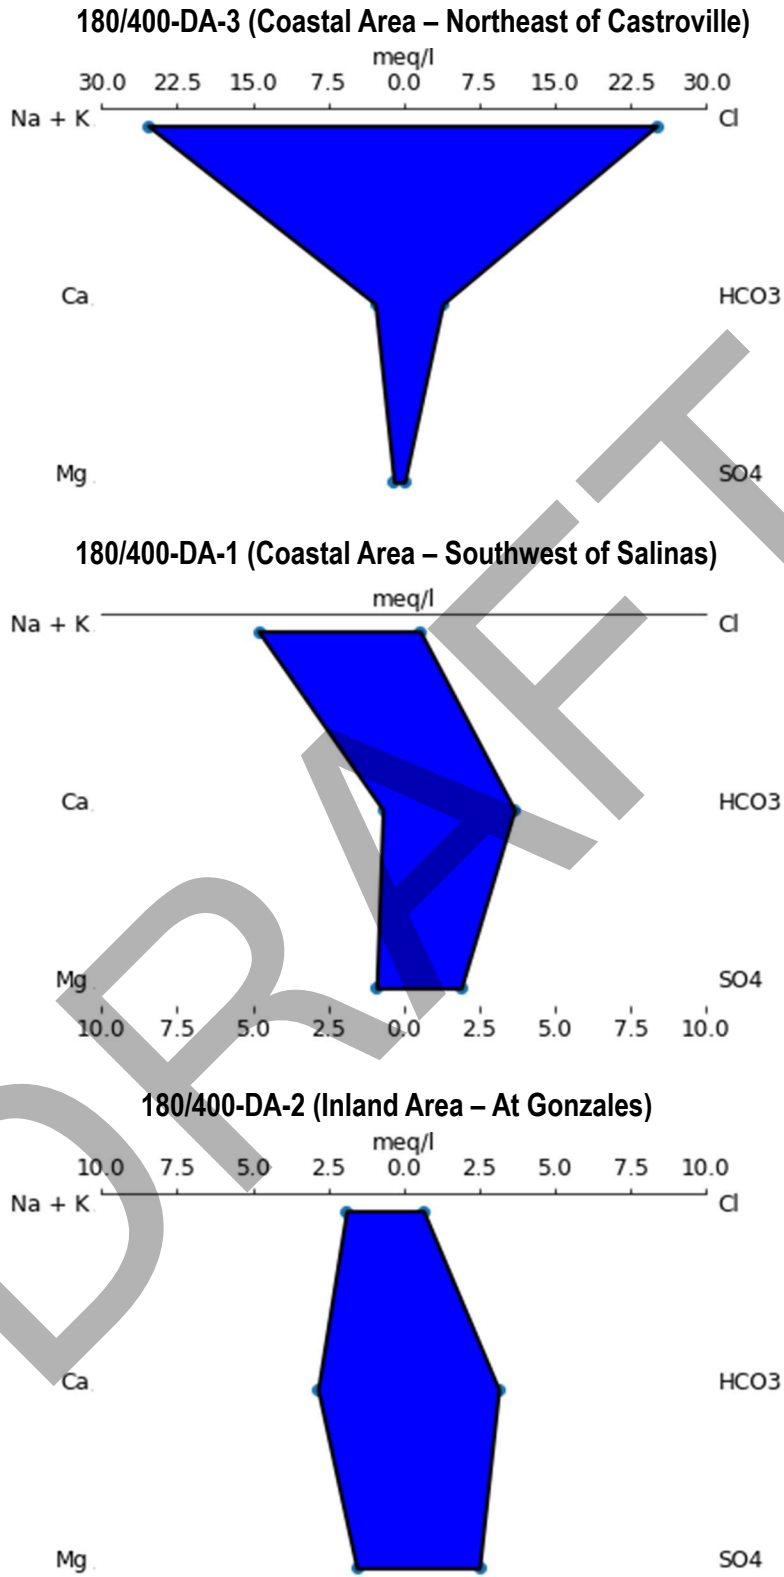 180/400-DA-3 (Coastal Area – Northeast of Castroville)
meq/l
30.0 22.5 15.0 7.5 0.0 7.5 15.0 22.5 30.0
Na + K Cl
Ca HCO3
Mg SO4
180/400-DA-1 (Coastal Area – Southwest of Salinas)
meq/l
Na + K Cl
Ca HCO3
Mg SO4
10.0 7.5 5.0 2.5 0.0 2.5 5.0 7.5 10.0
180/400-DA-2 (Inland Area – At Gonzales)
meq/l
10.0 7.5 5.0 2.5 0.0 2.5 5.0 7.5 10.0
Na + K Cl
Ca HCO3
Mg SO4
DRAFT